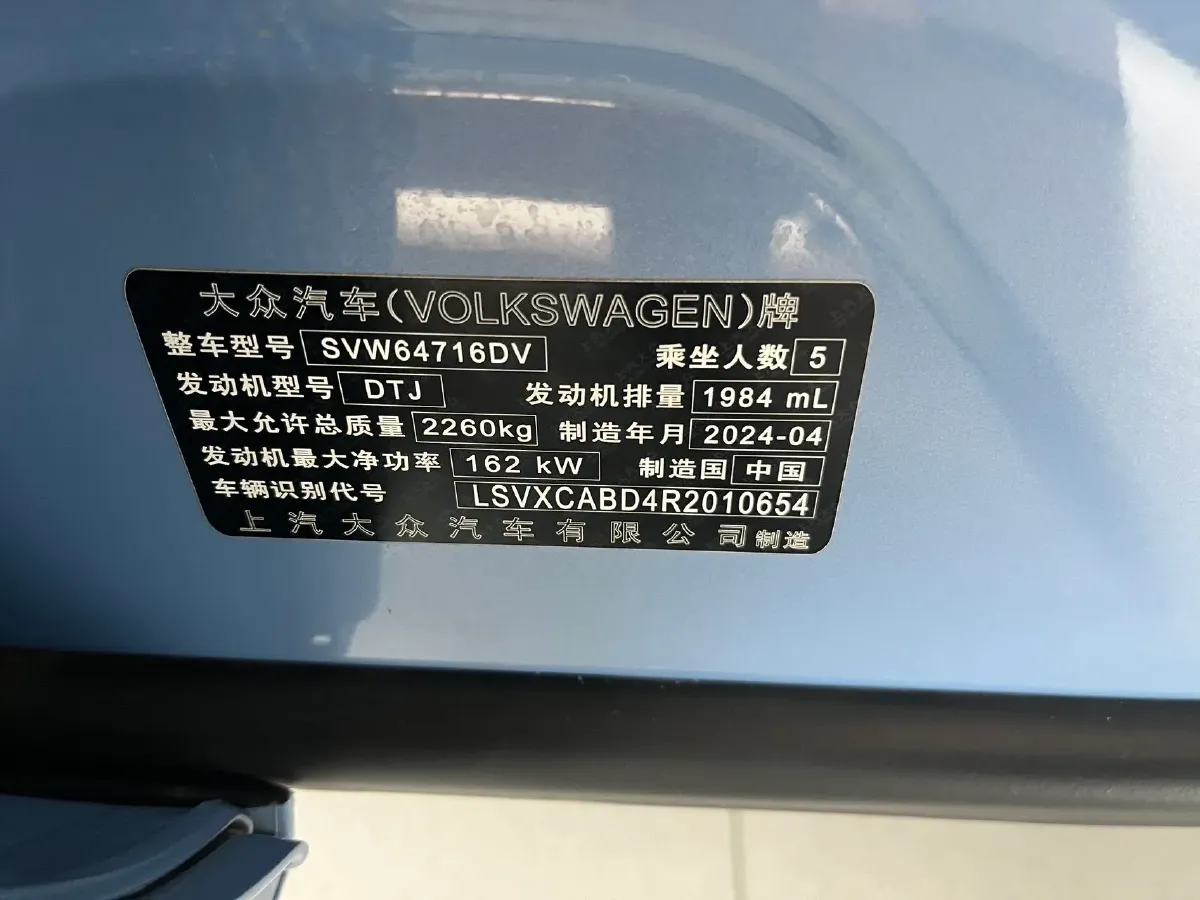 大众汽车(VOLKSWAGEN)牌
整车型号 SVW64716DV 乘坐人数 5
发动机型号 DTJ 发动机排量 1984 mL
最大允许总质量 2260kg 制造年月 2024-04
发动机最大净功率 162 kW 制造国 中国
车辆识别代号 LSVXCABD4R2010654
上汽大众汽车有限公司制造